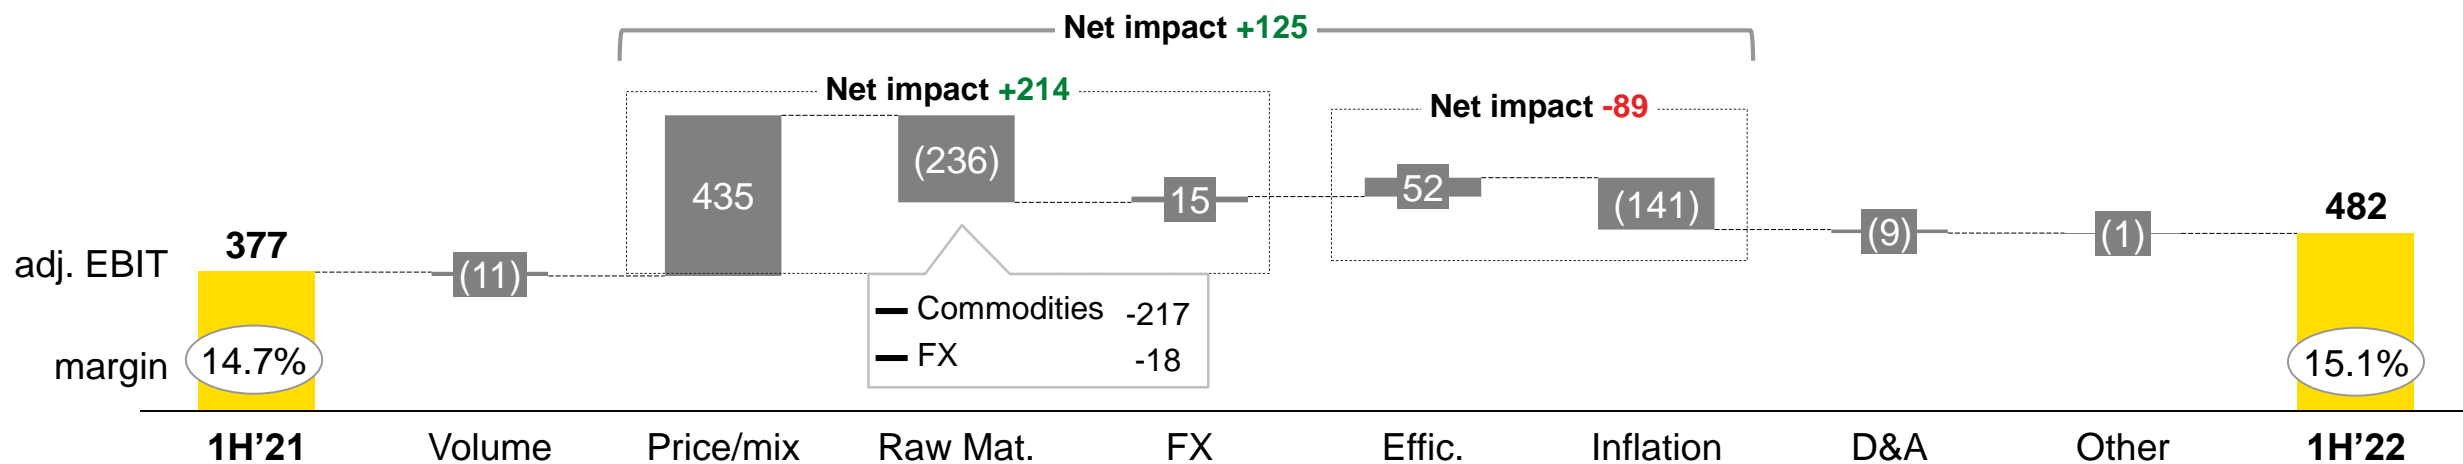 Net impact +125
Net impact +214
Net impact -89
adj. EBIT
377
(11)
435
(236)
15
52
(141)
(9)
(1)
482
Commodities -217
FX -18
margin
14.7%
15.1%
1H’21 Volume Price/mix Raw Mat. FX Effic. Inflation D&A Other 1H’22